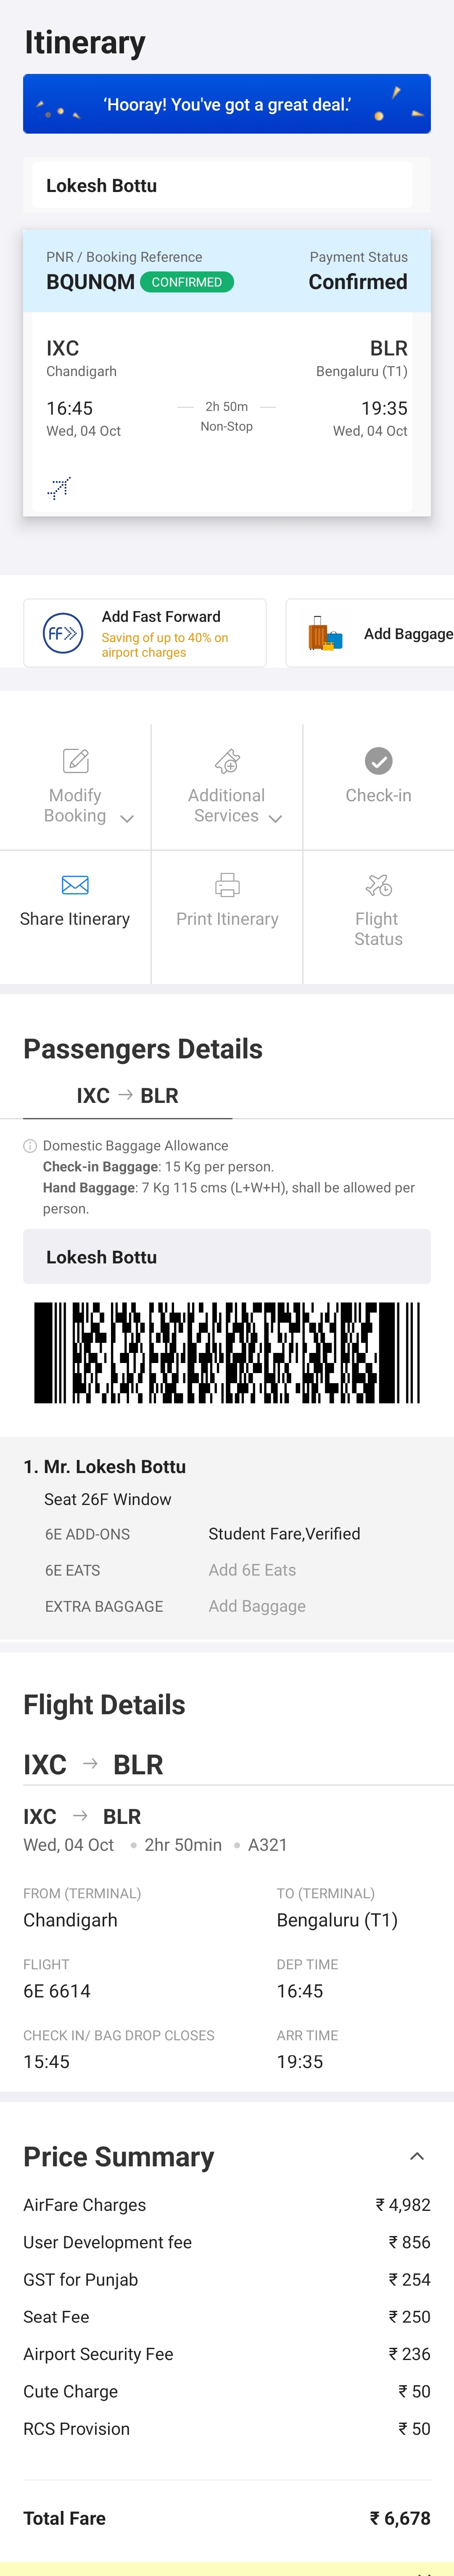 Itinerary
‘Hooray! You've got a great deal.’
Lokesh Bottu
PNR / Booking Reference Payment Status
BQUNQM CONFIRMED Confirmed
IXC BLR
Chandigarh Bengaluru (T1)
16:45 2h 50m 19:35
Wed, 04 Oct Non-Stop Wed, 04 Oct
FF Add Fast Forward
Saving of up to 40% on
airport charges
Add Baggage
Modify
Booking
Additional
Services
Check-in
Share Itinerary
Print Itinerary
Flight
Status
Passengers Details
IXC → BLR
Domestic Baggage Allowance
Check-in Baggage: 15 Kg per person.
Hand Baggage: 7 Kg 115 cms (L+W+H), shall be allowed per
person.
Lokesh Bottu
1. Mr. Lokesh Bottu
Seat 26F Window
6E ADD-ONS Student Fare,Verified
6E EATS Add 6E Eats
EXTRA BAGGAGE Add Baggage
Flight Details
IXC → BLR
IXC → BLR
Wed, 04 Oct • 2hr 50min • A321
FROM (TERMINAL) TO (TERMINAL)
Chandigarh Bengaluru (T1)
FLIGHT DEP TIME
6E 6614 16:45
CHECK IN/ BAG DROP CLOSES ARR TIME
15:45 19:35
Price Summary
AirFare Charges ₹ 4,982
User Development fee ₹ 856
GST for Punjab ₹ 254
Seat Fee ₹ 250
Airport Security Fee ₹ 236
Cute Charge ₹ 50
RCS Provision ₹ 50
Total Fare ₹ 6,678